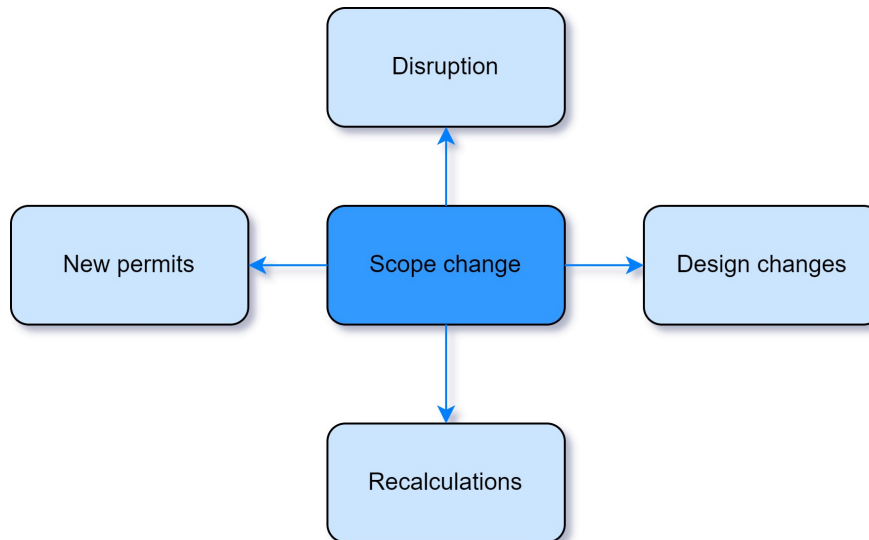 Disruption
New permits
Scope change
Design changes
Recalculations